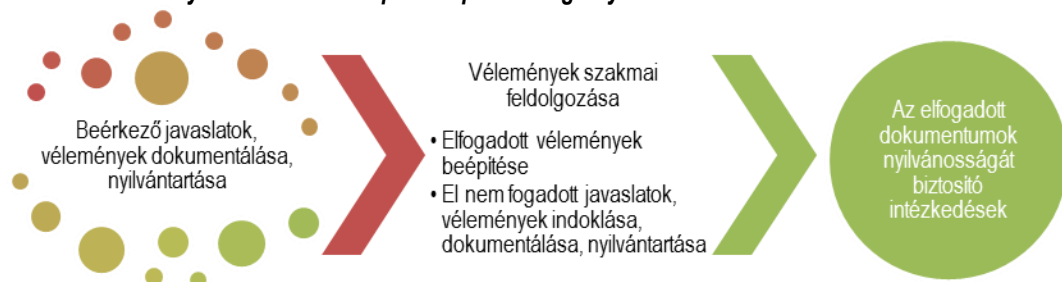 Beérkező javaslatok,
vélemények dokumentálása,
nyilvántartása
Vélemények szakmai
feldolgozása
• Elfogadott vélemények
beépítése
• El nem fogadott javaslatok,
vélemények indoklása,
dokumentálása, nyilvántartása
Az elfogadott
dokumentumok
nyilvánosságát
biztosító
intézkedések